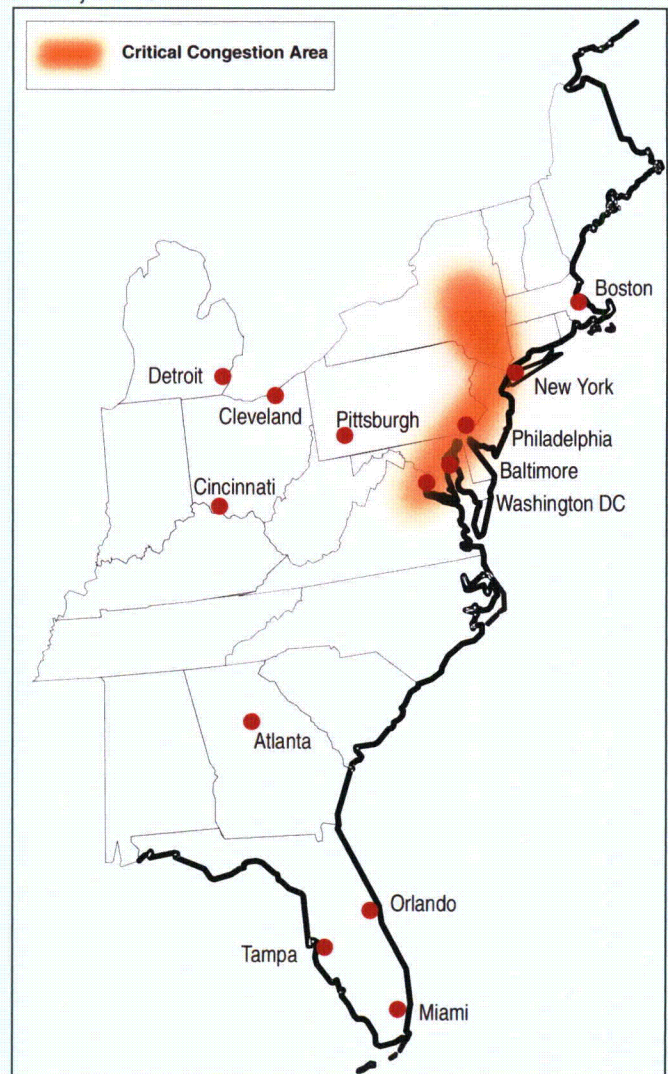 Critical Congestion Area
Boston
Detroit
New York
Cleveland
Pittsburgh
Philadelphia
Baltimore
Cincinnati
Washington DC
Atlanta
Orlando
Tampa
Miami